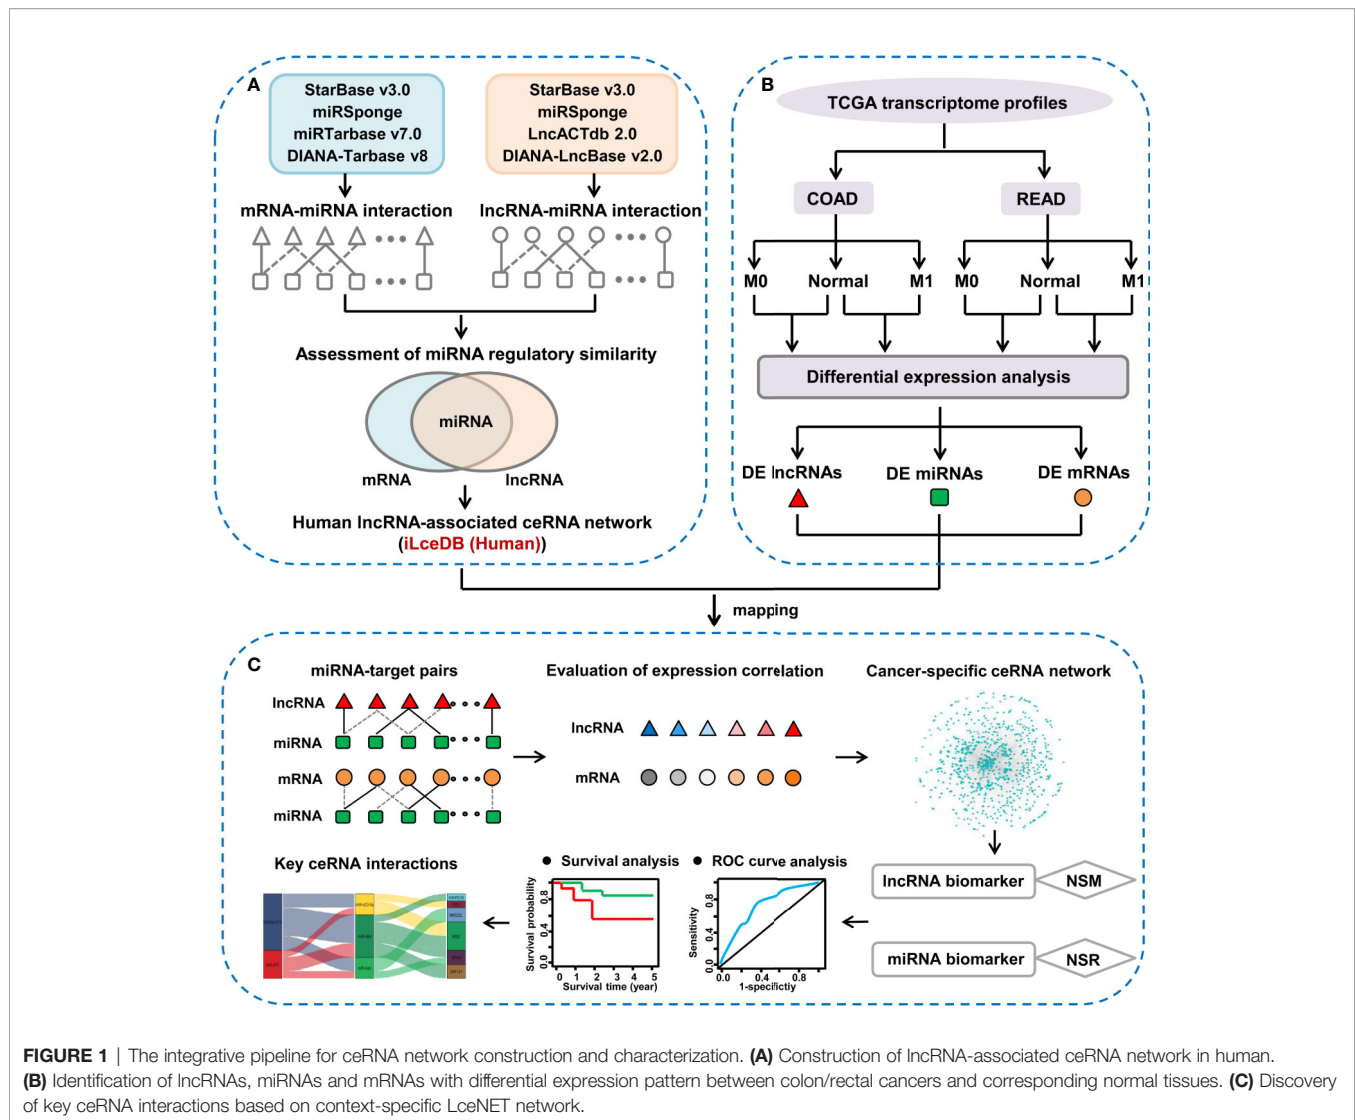 A
StarBase v3.0
miRSponge
miRTarbase v7.0
DIANA-Tarbase v8
StarBase v3.0
miRSponge
LncACTdb 2.0
DIANA-LncBase v2.0
mRNA-miRNA interaction
lncRNA-miRNA interaction
Assessment of miRNA regulatory similarity
miRNA
mRNA
lncRNA
Human lncRNA-associated ceRNA network
(iLceDB (Human))
B
TCGA transcriptome profiles
COAD
READ
M0
Normal
M1
M0
Normal
M1
Differential expression analysis
DE lncRNAs
DE miRNAs
DE mRNAs
mapping
C
miRNA-target pairs
lncRNA
miRNA
mRNA
miRNA
Evaluation of expression correlation
lncRNA
mRNA
Cancer-specific ceRNA network
lncRNA biomarker
NSM
miRNA biomarker
NSR
Key ceRNA interactions
• Survival analysis
Survival probability
0.0
0.4
0.8
0 1 2 3 4 5
Survival time (year)
• ROC curve analysis
Sensitivity
0.0
0.4
0.8
0.0 0.4 0.8
1-specifictiy
FIGURE 1 | The integrative pipeline for ceRNA network construction and characterization. (A) Construction of lncRNA-associated ceRNA network in human.
(B) Identification of lncRNAs, miRNAs and mRNAs with differential expression pattern between colon/rectal cancers and corresponding normal tissues. (C) Discovery
of key ceRNA interactions based on context-specific LceNET network.